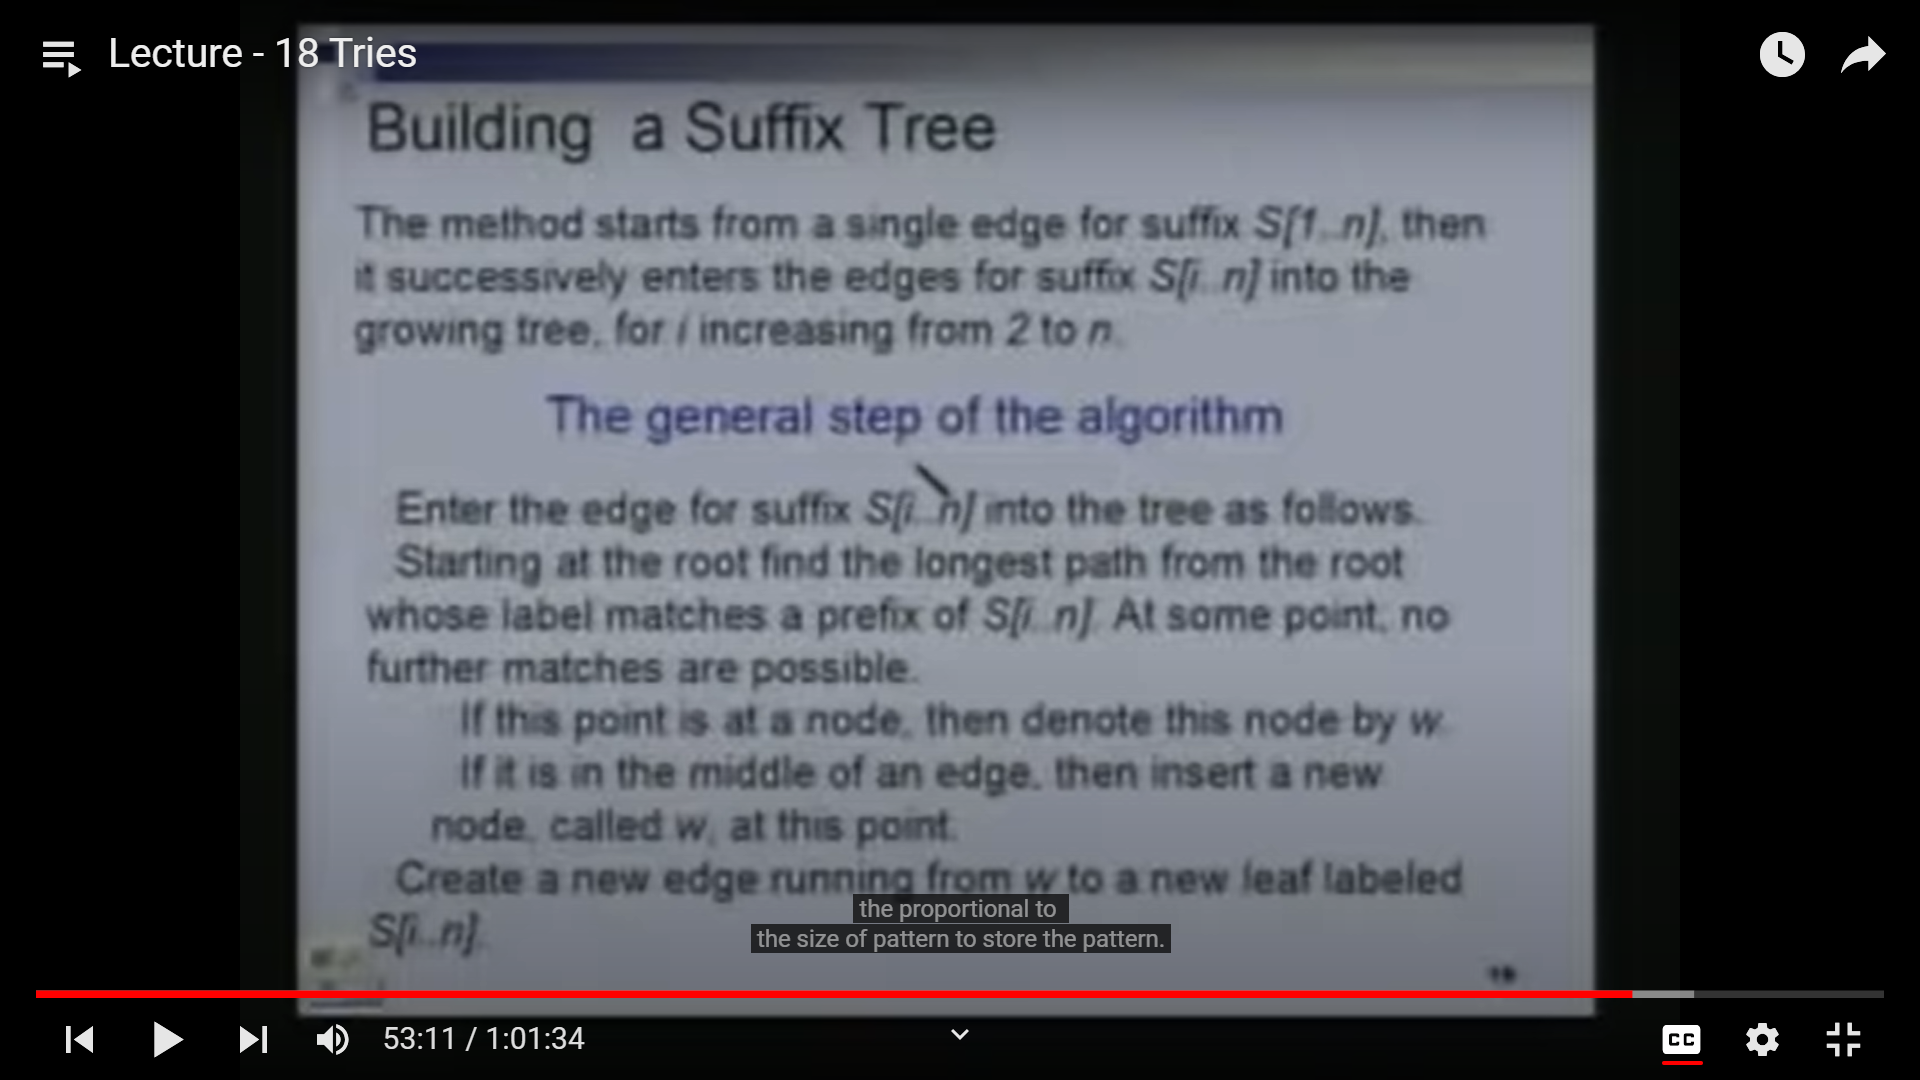 Lecture - 18 Tries
Building a Suffix Tree
The method starts from a single edge for suffix S[1..n], then
it successively enters the edges for suffix S[i..n] into the
growing tree, for i increasing from 2 to n.
The general step of the algorithm
Enter the edge for suffix S[i..n] into the tree as follows.
Starting at the root find the longest path from the root
whose label matches a prefix of S[i..n]. At some point, no
further matches are possible.
If this point is at a node, then denote this node by w.
If it is in the middle of an edge, then insert a new
node, called w, at this point.
Create a new edge running from w to a new leaf labeled
S[i..n].
the proportional to
the size of pattern to store the pattern.
53:11 / 1:01:34
CC